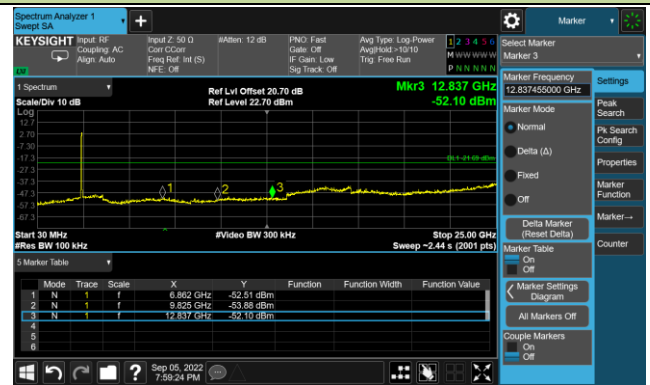 Spectrum Analyzer 1
Swept SA
+
Marker
KEYSIGHT
Input: RF
Coupling: AC
Align: Auto
Input Z: 50 Ω
Corr CCorr
Freq Ref: Int (S)
NFE: Off
#Atten: 12 dB
PNO: Fast
Gate: Off
IF Gain: Low
Sig Track: Off
Avg Type: Log-Power
Avg|Hold:>10/10
Trig: Free Run
1 2 3 4 5 6
M W W W W W
P N N N N N
Select Marker
Marker 3
1 Spectrum
Scale/Div 10 dB
Log
Ref Lvl Offset 20.70 dB
Ref Level 22.70 dBm
Mkr3 12.837 GHz
-52.10 dBm
12.7
2.70
-7.30
-17.3
-27.3
-37.3
-47.3
-57.3
-67.3
DL1 -21.05 dBm
1
2
3
Start 30 MHz
#Res BW 100 kHz
#Video BW 300 kHz
Stop 25.00 GHz
Sweep ~2.44 s (2001 pts)
5 Marker Table
Mode Trace Scale X Y Function Function Width Function Value
1 N 1 f 6.862 GHz -52.51 dBm
2 N 1 f 9.825 GHz -53.88 dBm
3 N 1 f 12.837 GHz -52.10 dBm
4
5
6
Marker Frequency
12.837455000 GHz
Marker Mode
Normal
Delta (Δ)
Fixed
Off
Delta Marker
(Reset Delta)
Marker Table
On
Off
Marker Settings
Diagram
All Markers Off
Couple Markers
On
Off
Settings
Peak
Search
Pk Search
Config
Properties
Marker
Function
Marker→
Counter
?
Sep 05, 2022
7:59:24 PM